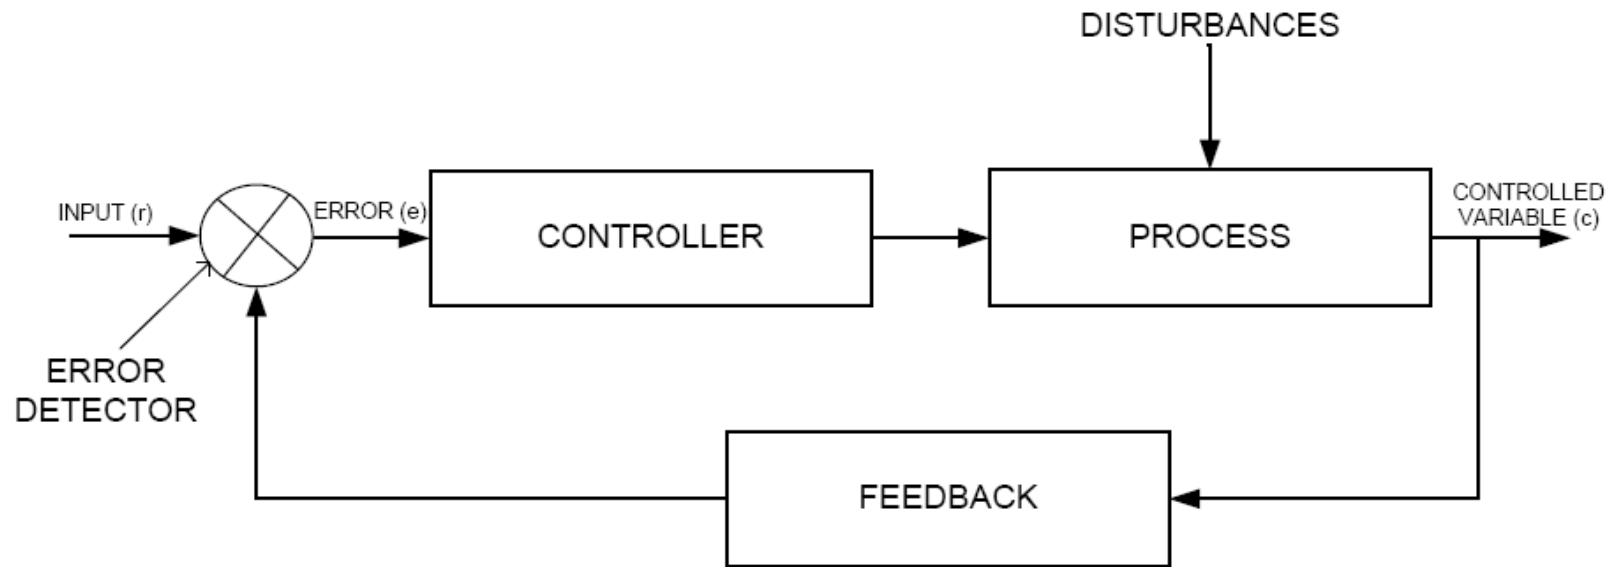 DISTURBANCES
INPUT (r)
ERROR (e)
CONTROLLER
PROCESS
CONTROLLED
VARIABLE (c)
ERROR
DETECTOR
FEEDBACK